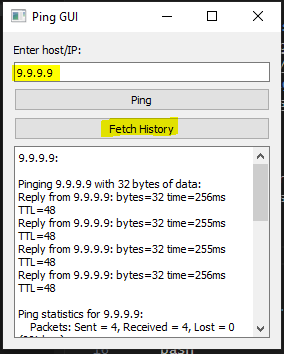 Ping GUI
Enter host/IP:
9.9.9.9
Ping
Fetch History
9.9.9.9:
Pinging 9.9.9.9 with 32 bytes of data:
Reply from 9.9.9.9: bytes=32 time=256ms
TTL=48
Reply from 9.9.9.9: bytes=32 time=255ms
TTL=48
Reply from 9.9.9.9: bytes=32 time=255ms
TTL=48
Reply from 9.9.9.9: bytes=32 time=256ms
TTL=48
Ping statistics for 9.9.9.9:
Packets: Sent = 4, Received = 4, Lost = 0
bash